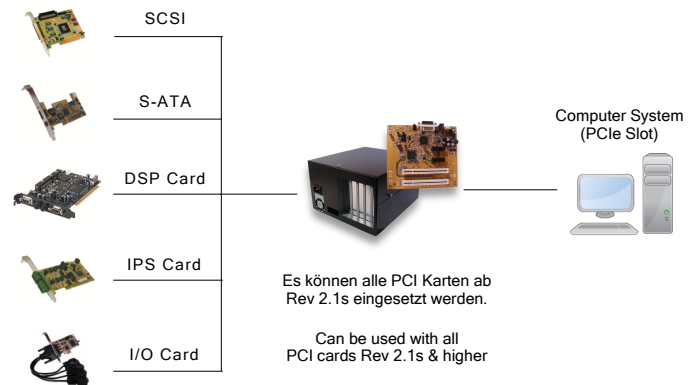 SCSI
S-ATA
DSP Card
IPS Card
I/O Card
Es können alle PCI Karten ab
Rev 2.1s eingesetzt werden.
Can be used with all
PCI cards Rev 2.1s & higher
Computer System
(PCIe Slot)